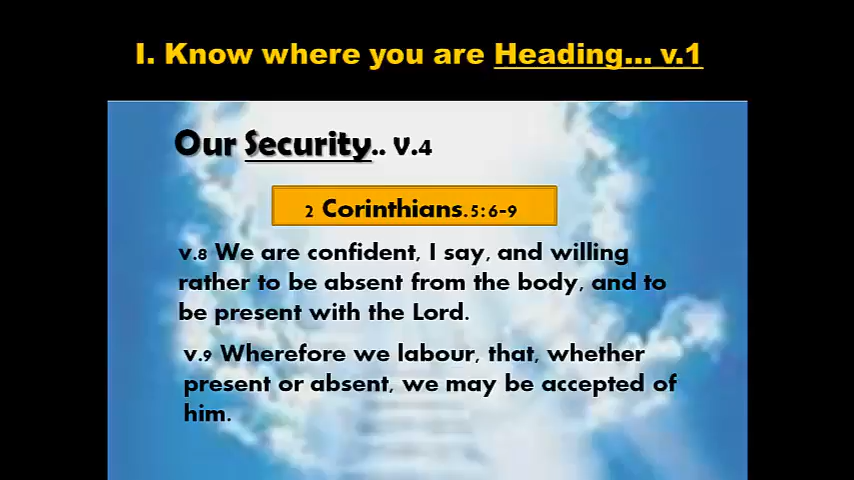 I. Know where you are Heading... v.1
Our Security.. V.4
2 Corinthians.5:6-9
v.8 We are confident, I say, and willing
rather to be absent from the body, and to
be present with the Lord.
v.9 Wherefore we labour, that, whether
present or absent, we may be accepted of
him.